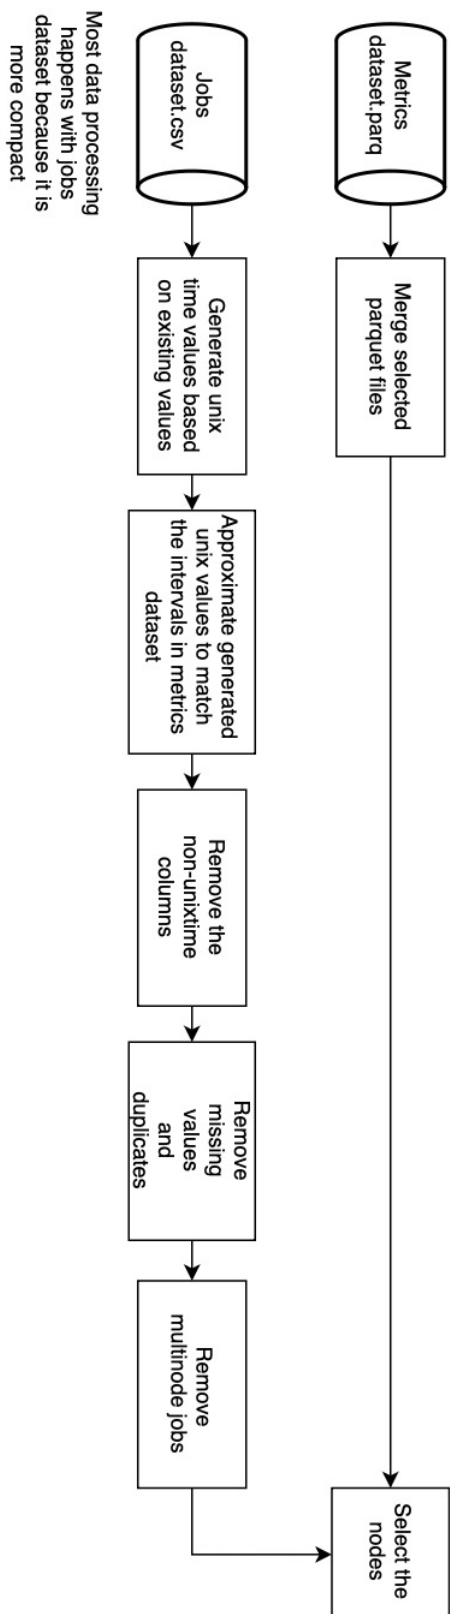 Metrics
dataset.parq
Merge selected
parquet files
Select the
nodes
Jobs
dataset.csv
Generate unix
time values based
on existing values
Approximate generated
unix values to match
the intervals in metrics
dataset
Remove the
non-unixtime
columns
Remove
missing
values
and
duplicates
Remove
multinode jobs
Most data processing
happens with jobs
dataset because it is
more compact